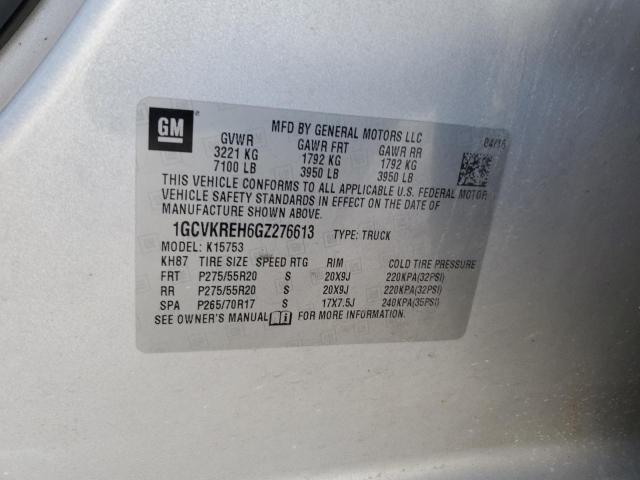 GM
MFD BY GENERAL MOTORS LLC
GVWR GAWR FRT GAWR RR
3221 KG 1792 KG 1792 KG
7100 LB 3950 LB 3950 LB
04/16
THIS VEHICLE CONFORMS TO ALL APPLICABLE U.S. FEDERAL MOTOR
VEHICLE SAFETY STANDARDS IN EFFECT ON THE DATE OF
MANUFACTURE SHOWN ABOVE.
1GCVKREH6GZ276613 TYPE: TRUCK
MODEL: K15753
KH87 TIRE SIZE SPEED RTG RIM COLD TIRE PRESSURE
FRT P275/55R20 S 20X9J 220KPA(32PSI)
RR P275/55R20 S 20X9J 220KPA(32PSI)
SPA P265/70R17 S 17X7.5J 240KPA(35PSI)
SEE OWNER'S MANUAL FOR MORE INFORMATION.